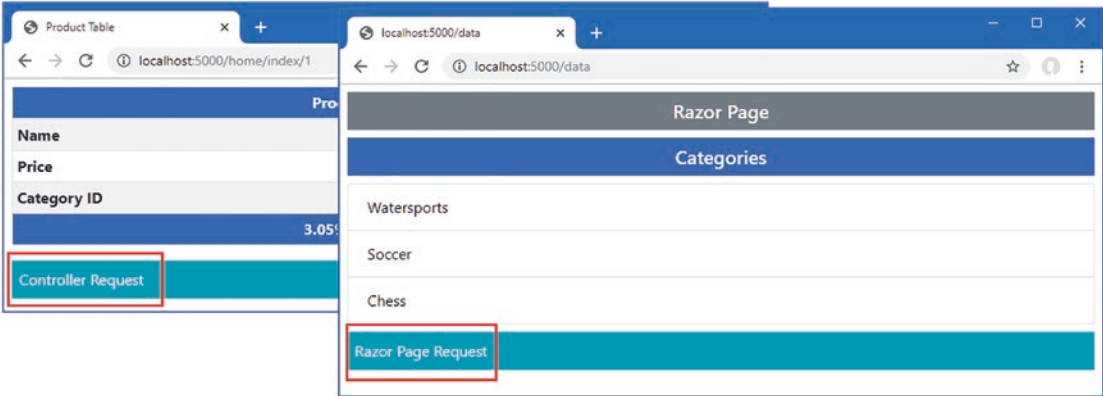 Product Table
localhost:5000/home/index/1
Pro
Name
Price
Category ID
3.05%
Controller Request
localhost:5000/data
localhost:5000/data
Razor Page
Categories
Watersports
Soccer
Chess
Razor Page Request